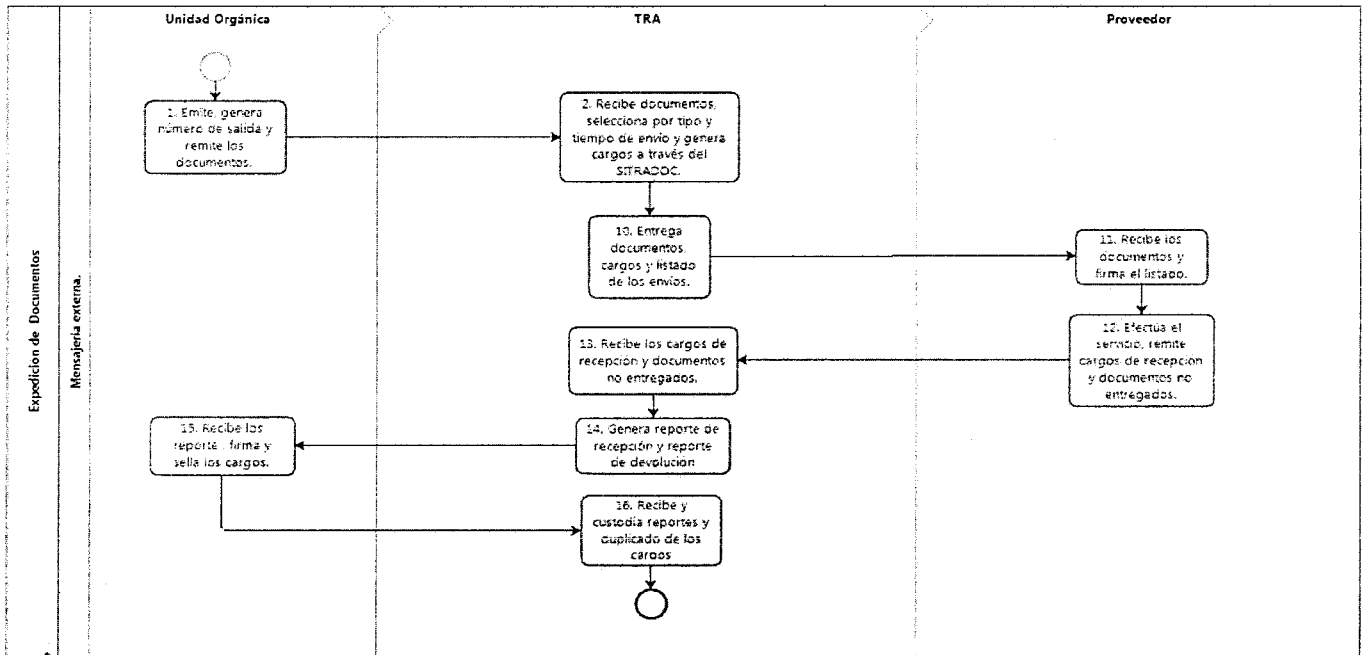 Unidad Orgánica
TRA
Proveedor
Expedicion de Documentos
Mensajería externa.
1. Emite, genera
número de salida y
remite los
documentos.
2. Recibe documentos,
selecciona por tipo y
tiempo de envío y genera
cargos a través del
SITRADOC.
10. Entrega
documentos,
cargos y listado
de los envíos.
11. Recibe los
documentos y
firma el listado.
12. Efectúa el
servicio, remite
cargos de recepción
y documentos no
entregados.
13. Recibe los cargos de
recepción y documentos
no entregados.
14. Genera reporte de
recepción y reporte
de devolución
15. Recibe los
reporte , firma y
sella los cargos.
16. Recibe y
custodia reportes y
duplicado de los
cargos